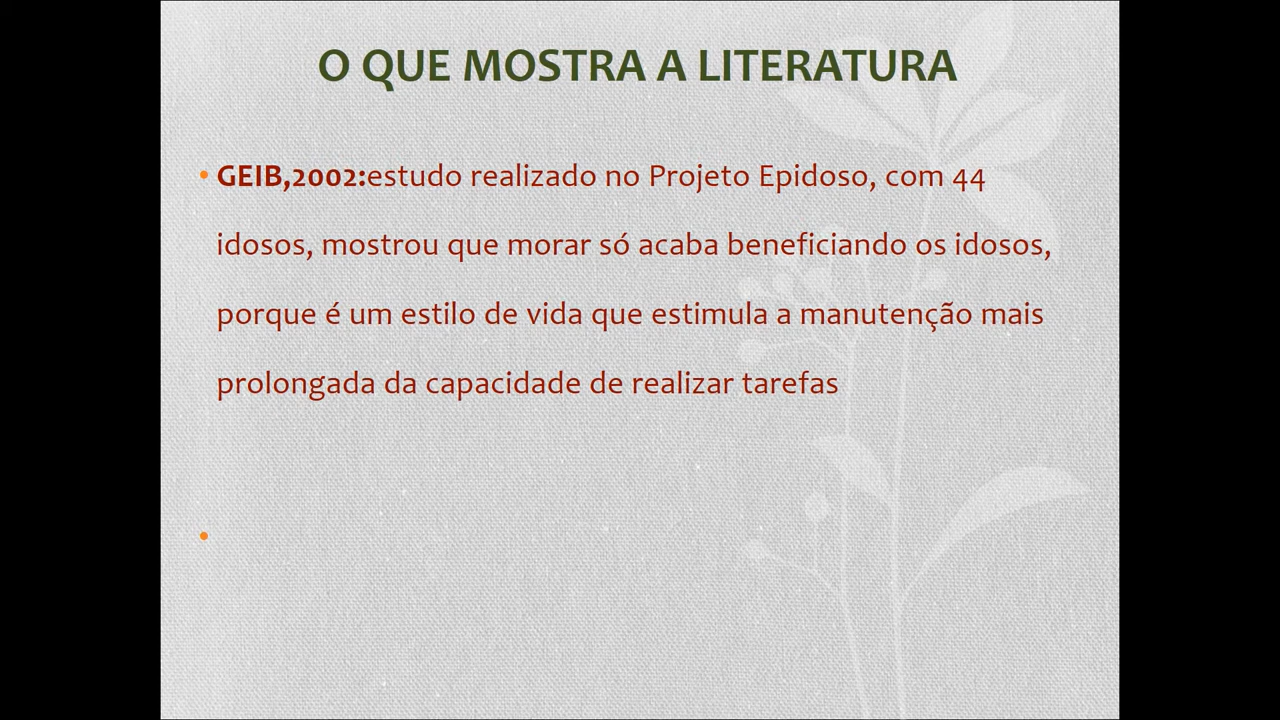 O QUE MOSTRA A LITERATURA
• GEIB,2002:estudo realizado no Projeto Epidoso, com 44
idosos, mostrou que morar só acaba beneficiando os idosos,
porque é um estilo de vida que estimula a manutenção mais
prolongada da capacidade de realizar tarefas
•